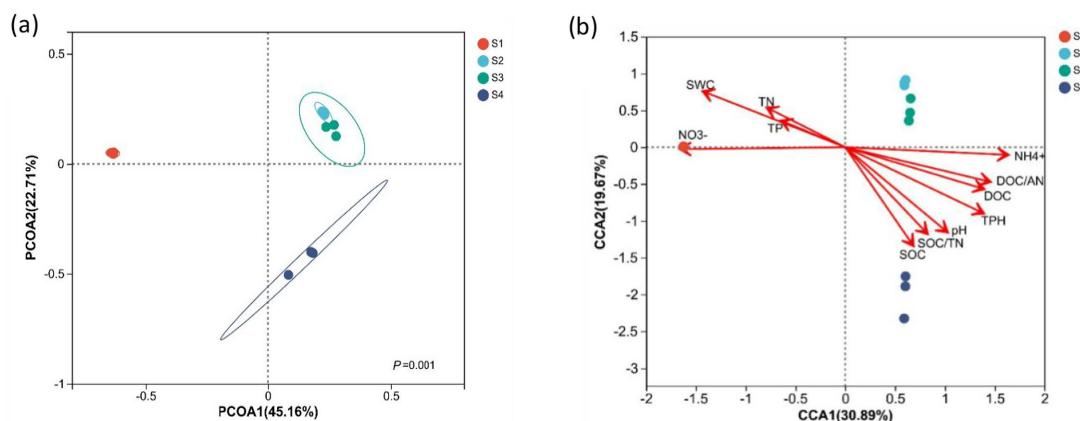 (a)
0.5
0
-0.5
-1
-0.5
0
0.5
PCOA2(22.71%)
PCOA1(45.16%)
S1
S2
S3
S4
P=0.001
(b)
1.5
1
0.5
0
-0.5
-1
-1.5
-2
-2.5
-3
-2
-1.5
-1
-0.5
0
0.5
1
1.5
2
CCA2(19.67%)
CCA1(30.89%)
SWC
TN
TP
NO3-
NH4+
DOC/AN
DOC
TPH
pH
SOC/TN
SOC
S
S
S
S